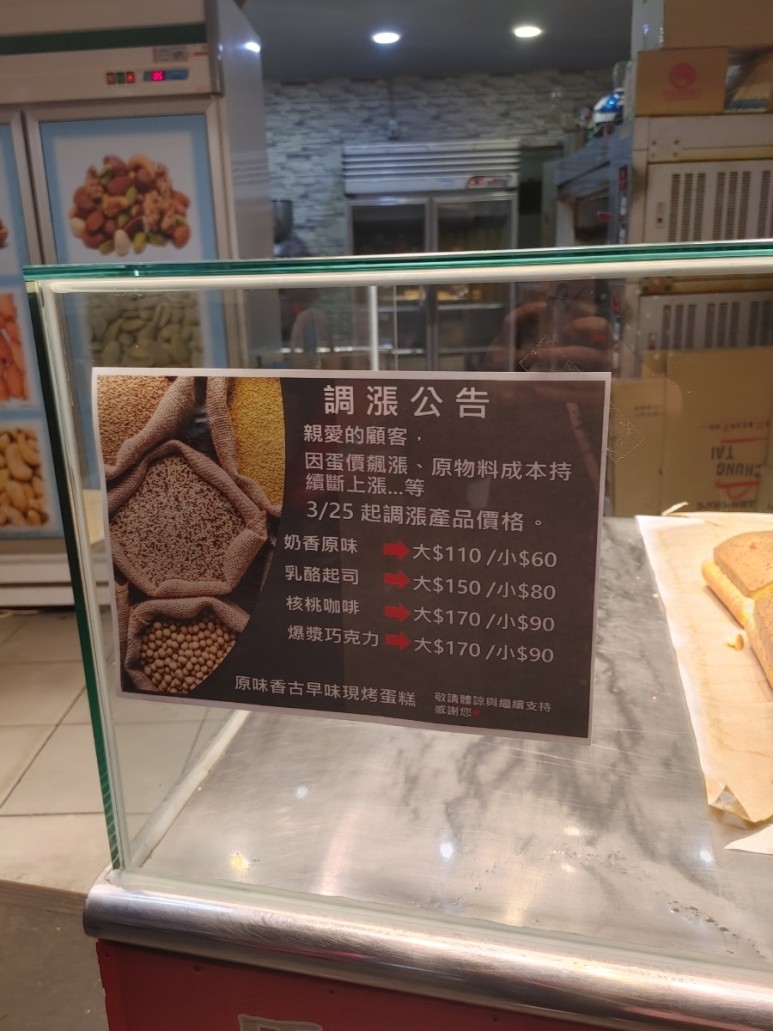 調漲公告
親愛的顧客，
因蛋價飆漲、原物料成本持
續斷上漲...等
3/25 起調漲產品價格。
奶香原味 大$110 /小$60
乳酪起司 大$150 /小$80
核桃咖啡 大$170 /小$90
爆漿巧克力 大$170 /小$90
原味香古早味現烤蛋糕
敬請體諒與繼續支持
感謝您
CHUNG
TAI